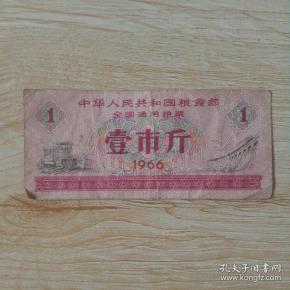 中华人民共和国粮食部
全国通用粮票
1 壹市斤 1
1966
孔夫子旧书网